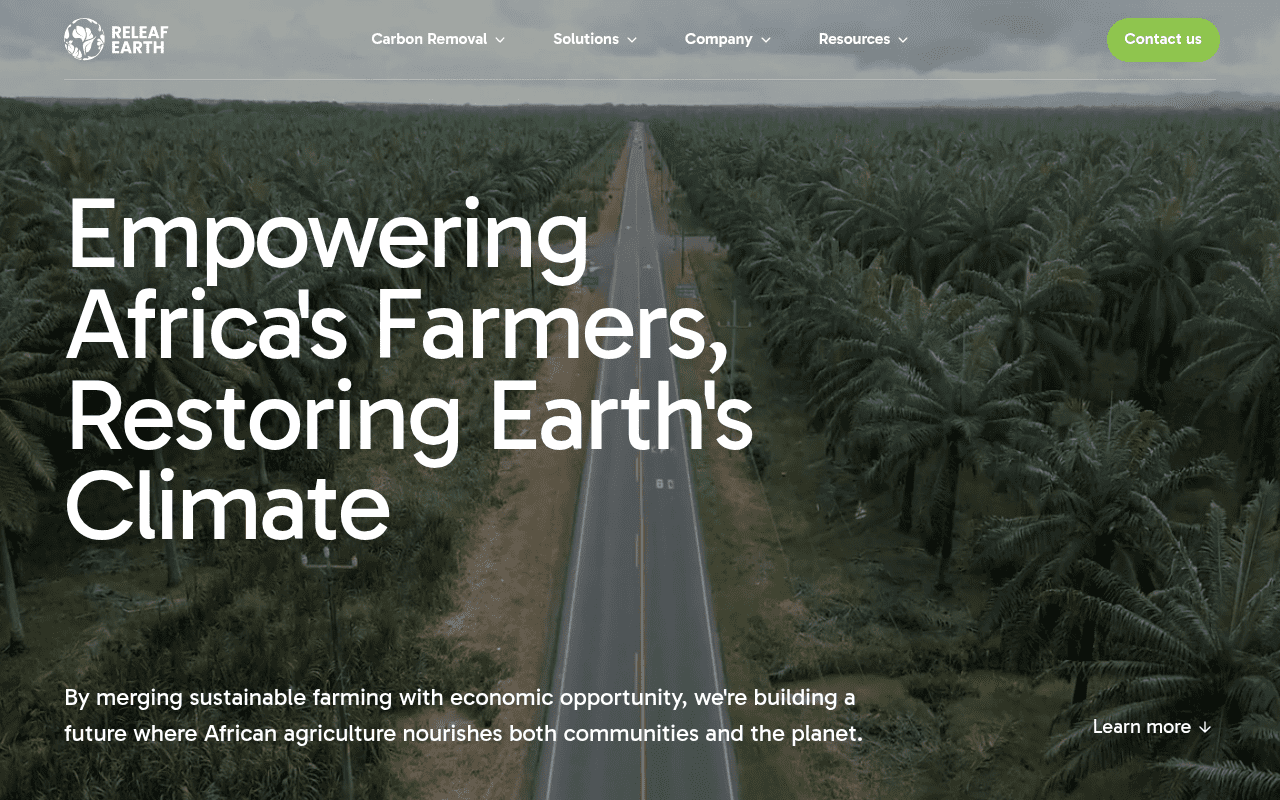 RELEAF
EARTH
Carbon Removal
Solutions
Company
Resources
Contact us
Empowering
Africa's Farmers,
Restoring Earth's
Climate
By merging sustainable farming with economic opportunity, we're building a
future where African agriculture nourishes both communities and the planet.
Learn more ↓